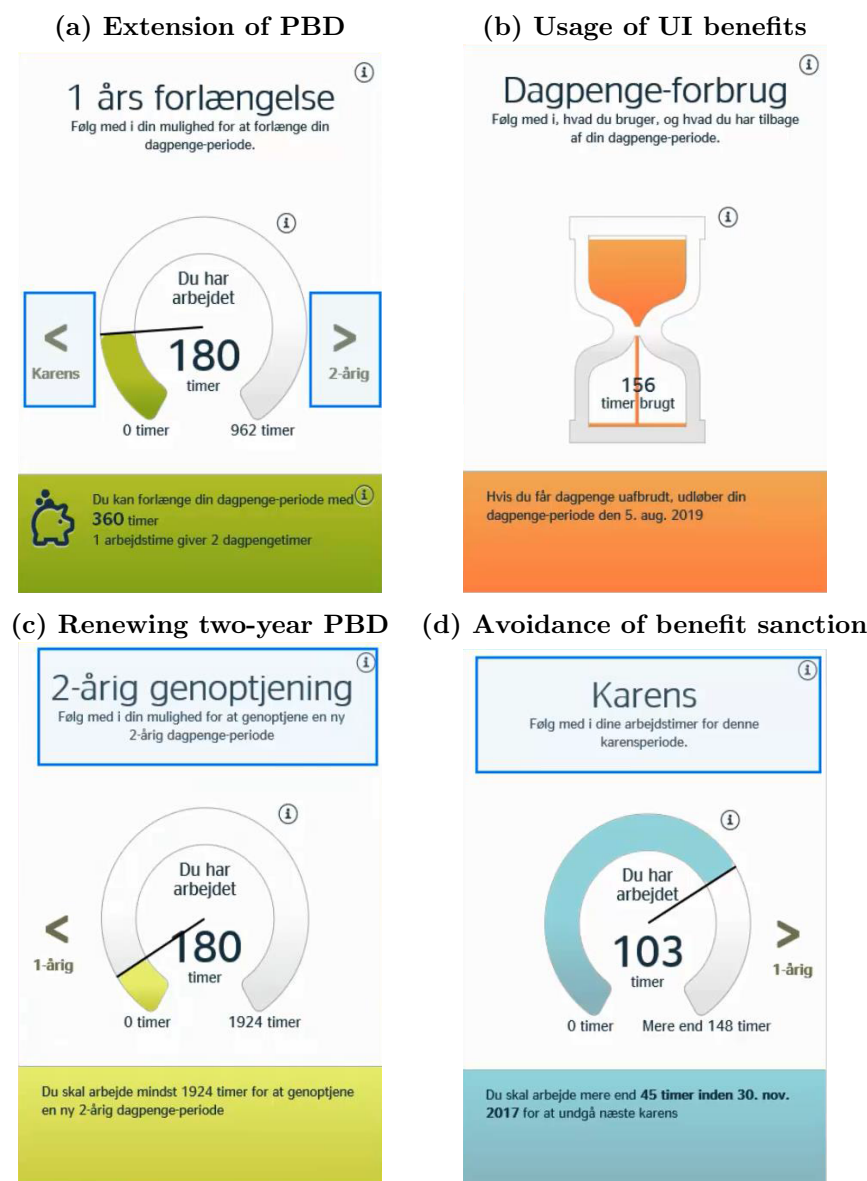 (a) Extension of PBD
1 års forlængelse
Følg med i din mulighed for at forlænge din
dagpenge-periode.
Du har
arbejdet
180
timer
<
Karens
>
2-årig
0 timer
962 timer
Du kan forlænge din dagpenge-periode med
360 timer
1 arbejdstime giver 2 dagpengetimer
(b) Usage of UI benefits
Dagpenge-forbrug
Følg med i, hvad du bruger, og hvad du har tilbage
af din dagpenge-periode.
156
timer brugt
Hvis du får dagpenge uafbrudt, udløber din
dagpenge-periode den 5. aug. 2019
(c) Renewing two-year PBD
2-årig genoptjening
Følg med i din mulighed for at genoptjene en ny
2-årig dagpenge-periode
Du har
arbejdet
180
timer
<
1-årig
0 timer
1924 timer
Du skal arbejde mindst 1924 timer for at genoptjene
en ny 2-årig dagpenge-periode
(d) Avoidance of benefit sanction
Karens
Følg med i dine arbejdstimer for denne
karensperiode.
Du har
arbejdet
103
timer
>
1-årig
0 timer
Mere end 148 timer
Du skal arbejde mere end 45 timer inden 30. nov.
2017 for at undgå næste karens